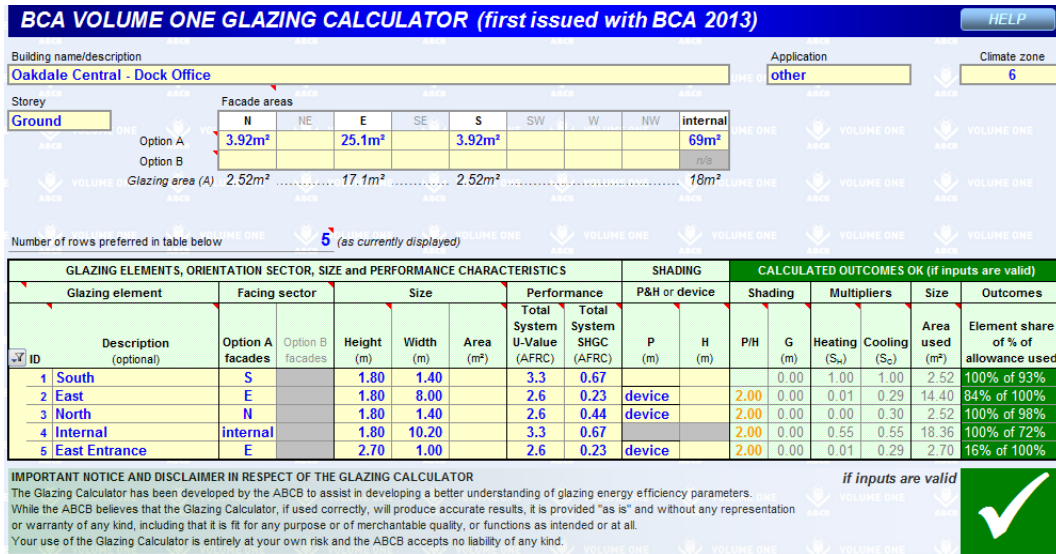 BCA VOLUME ONE GLAZING CALCULATOR (first issued with BCA 2013) HELP
Building name/description Application Climate zone
Oakdale Central - Dock Office other 6
Storey Facade areas
Ground N NE E SE S SW W NW internal
Option A 3.92m² 25.1m² 3.92m² 69m²
Option B n/a
Glazing area (A) 2.52m² 17.1m² 2.52m² 18m²
Number of rows preferred in table below 5 (as currently displayed)
GLAZING ELEMENTS, ORIENTATION SECTOR, SIZE and PERFORMANCE CHARACTERISTICS SHADING CALCULATED OUTCOMES OK (if inputs are valid)
Glazing element Facing sector Size Performance P&H or device Shading Multipliers Size Outcomes
ID Description (optional) Option A facades Option B facades Height (m) Width (m) Area (m²) Total System U-Value (AFRC) Total System SHGC (AFRC) P (m) H (m) P/H G (m) Heating (SH) Cooling (SC) Area used (m²) Element share of % of allowance used
1 South S 1.80 1.40 3.3 0.67 0.00 1.00 1.00 2.52 100% of 93%
2 East E 1.80 8.00 2.6 0.23 device 2.00 0.00 0.01 0.29 14.40 84% of 100%
3 North N 1.80 1.40 2.6 0.44 device 2.00 0.00 0.00 0.30 2.52 100% of 98%
4 Internal internal 1.80 10.20 3.3 0.67 2.00 0.00 0.55 0.55 18.36 100% of 72%
5 East Entrance E 2.70 1.00 2.6 0.23 device 2.00 0.00 0.01 0.29 2.70 16% of 100%
IMPORTANT NOTICE AND DISCLAIMER IN RESPECT OF THE GLAZING CALCULATOR if inputs are valid
The Glazing Calculator has been developed by the ABCB to assist in developing a better understanding of glazing energy efficiency parameters.
While the ABCB believes that the Glazing Calculator, if used correctly, will produce accurate results, it is provided "as is" and without any representation
or warranty of any kind, including that it is fit for any purpose or of merchantable quality, or functions as intended or at all.
Your use of the Glazing Calculator is entirely at your own risk and the ABCB accepts no liability of any kind.